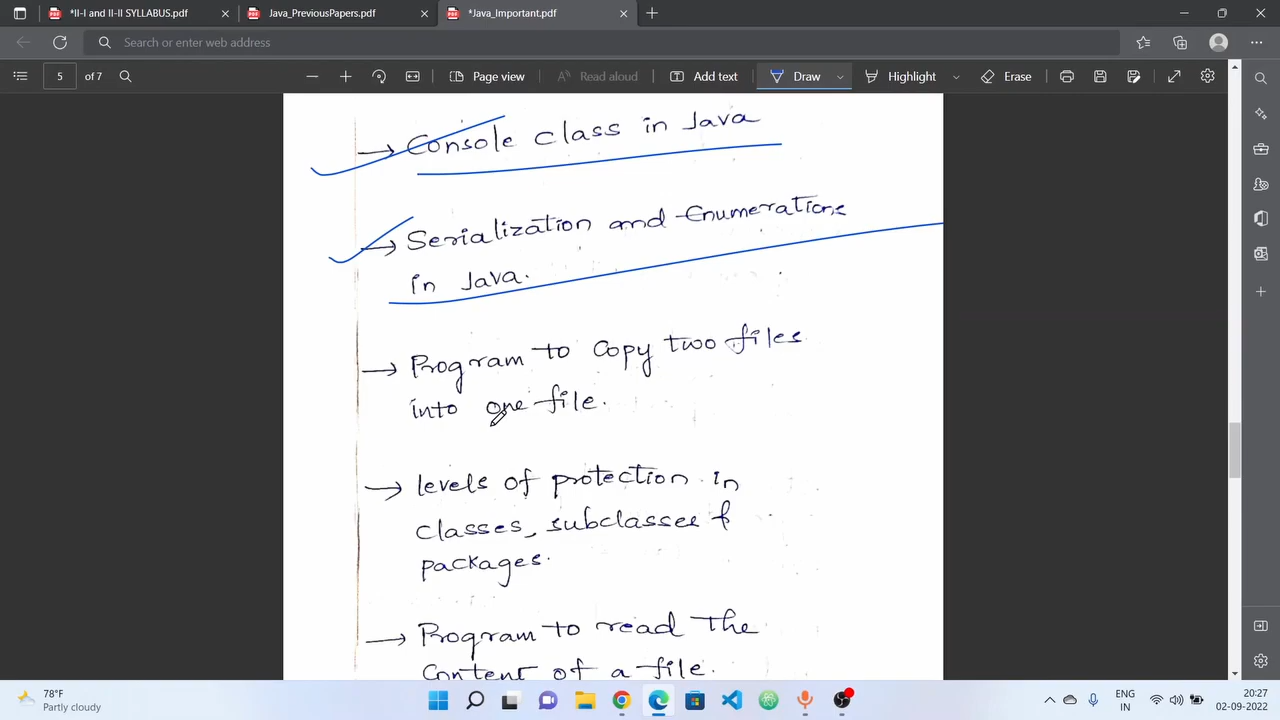 *II-I and II-II SYLLABUS.pdf
Java_PreviousPapers.pdf
*Java_Important.pdf
Search or enter web address
5 of 7
Page view
Read aloud
Add text
Draw
Highlight
Erase
→ Console class in Java
→ Serialization and Enumerations
in Java.
→ Program to copy two files
into one file.
→ levels of protection in
classes, subclasses &
packages.
→ Program to read the
content of a file.
78°F
Partly cloudy
ENG
IN
20:27
02-09-2022